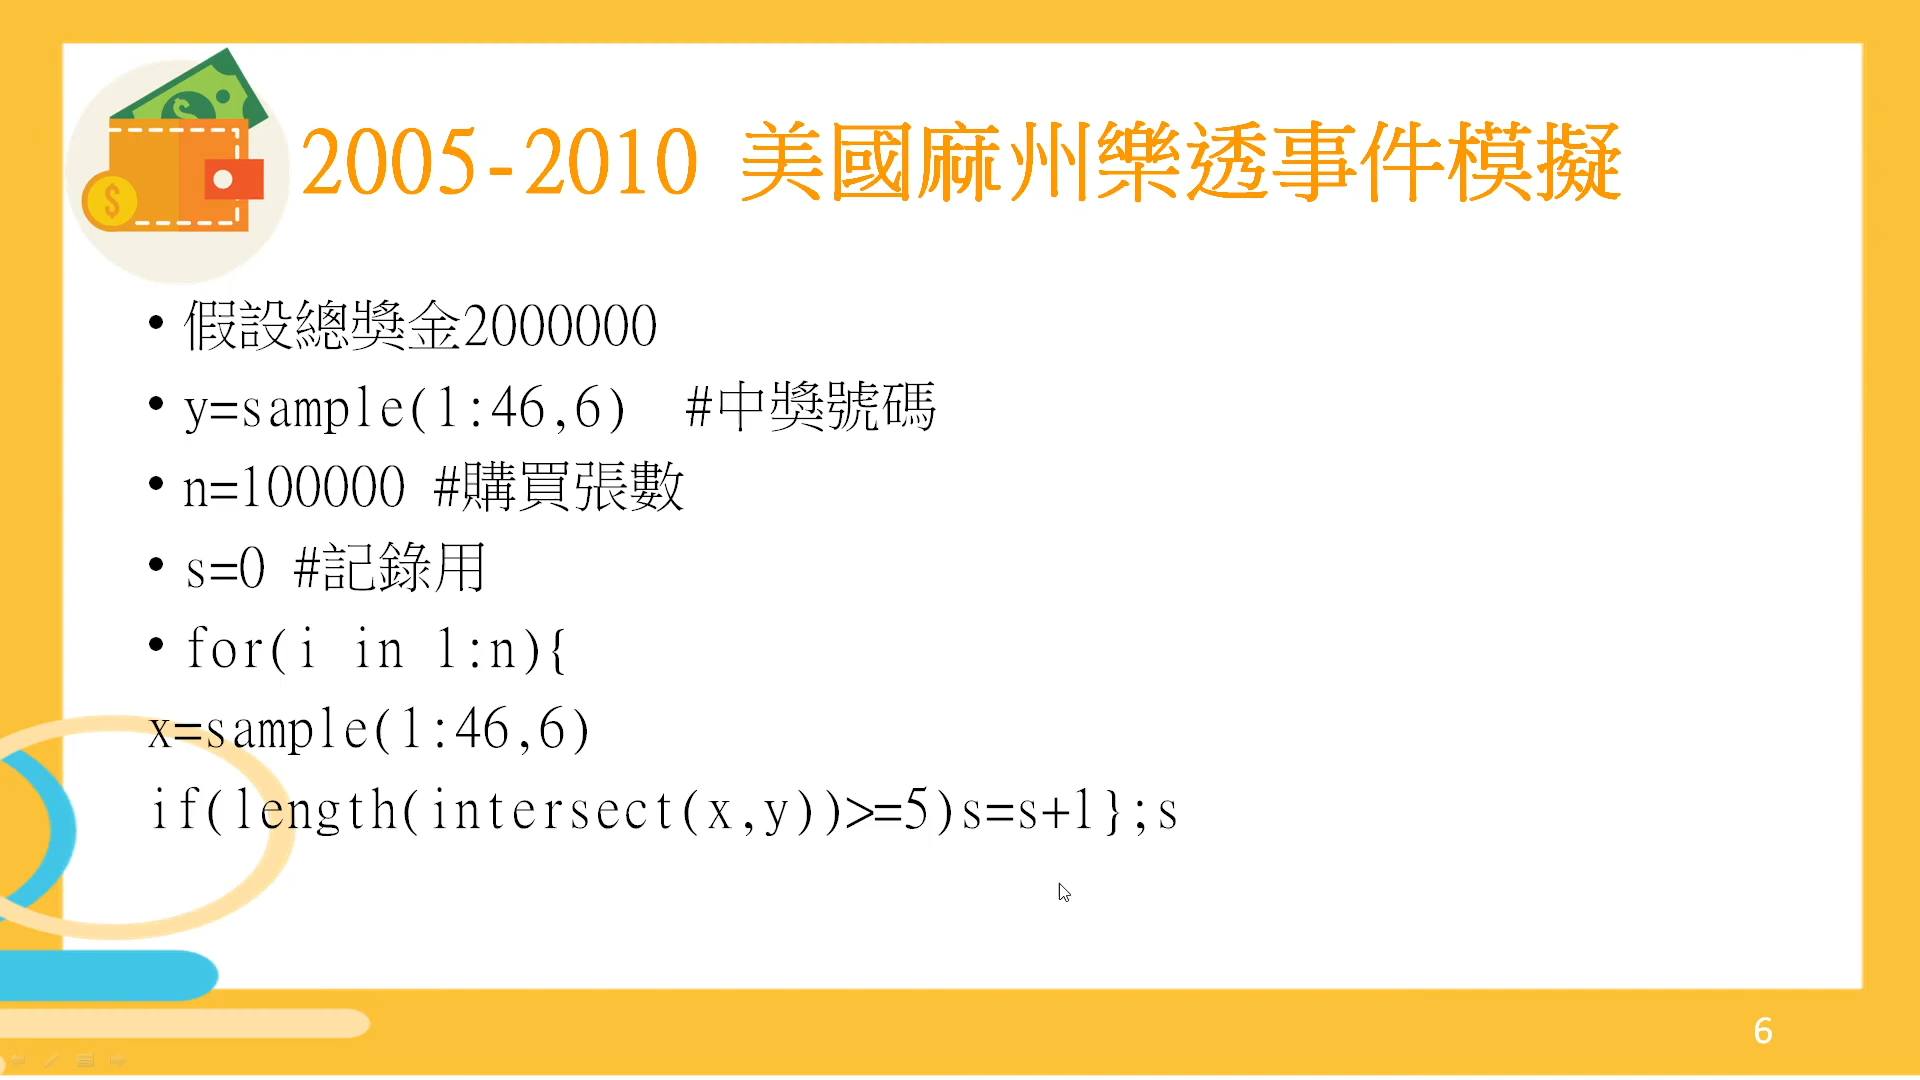 2005-2010 美國麻州樂透事件模擬
• 假設總獎金2000000
• y=sample(1:46,6)  #中獎號碼
• n=100000 #購買張數
• s=0 #記錄用
• for(i in 1:n){
x=sample(1:46,6)
if(length(intersect(x,y))>=5)s=s+1};s
6